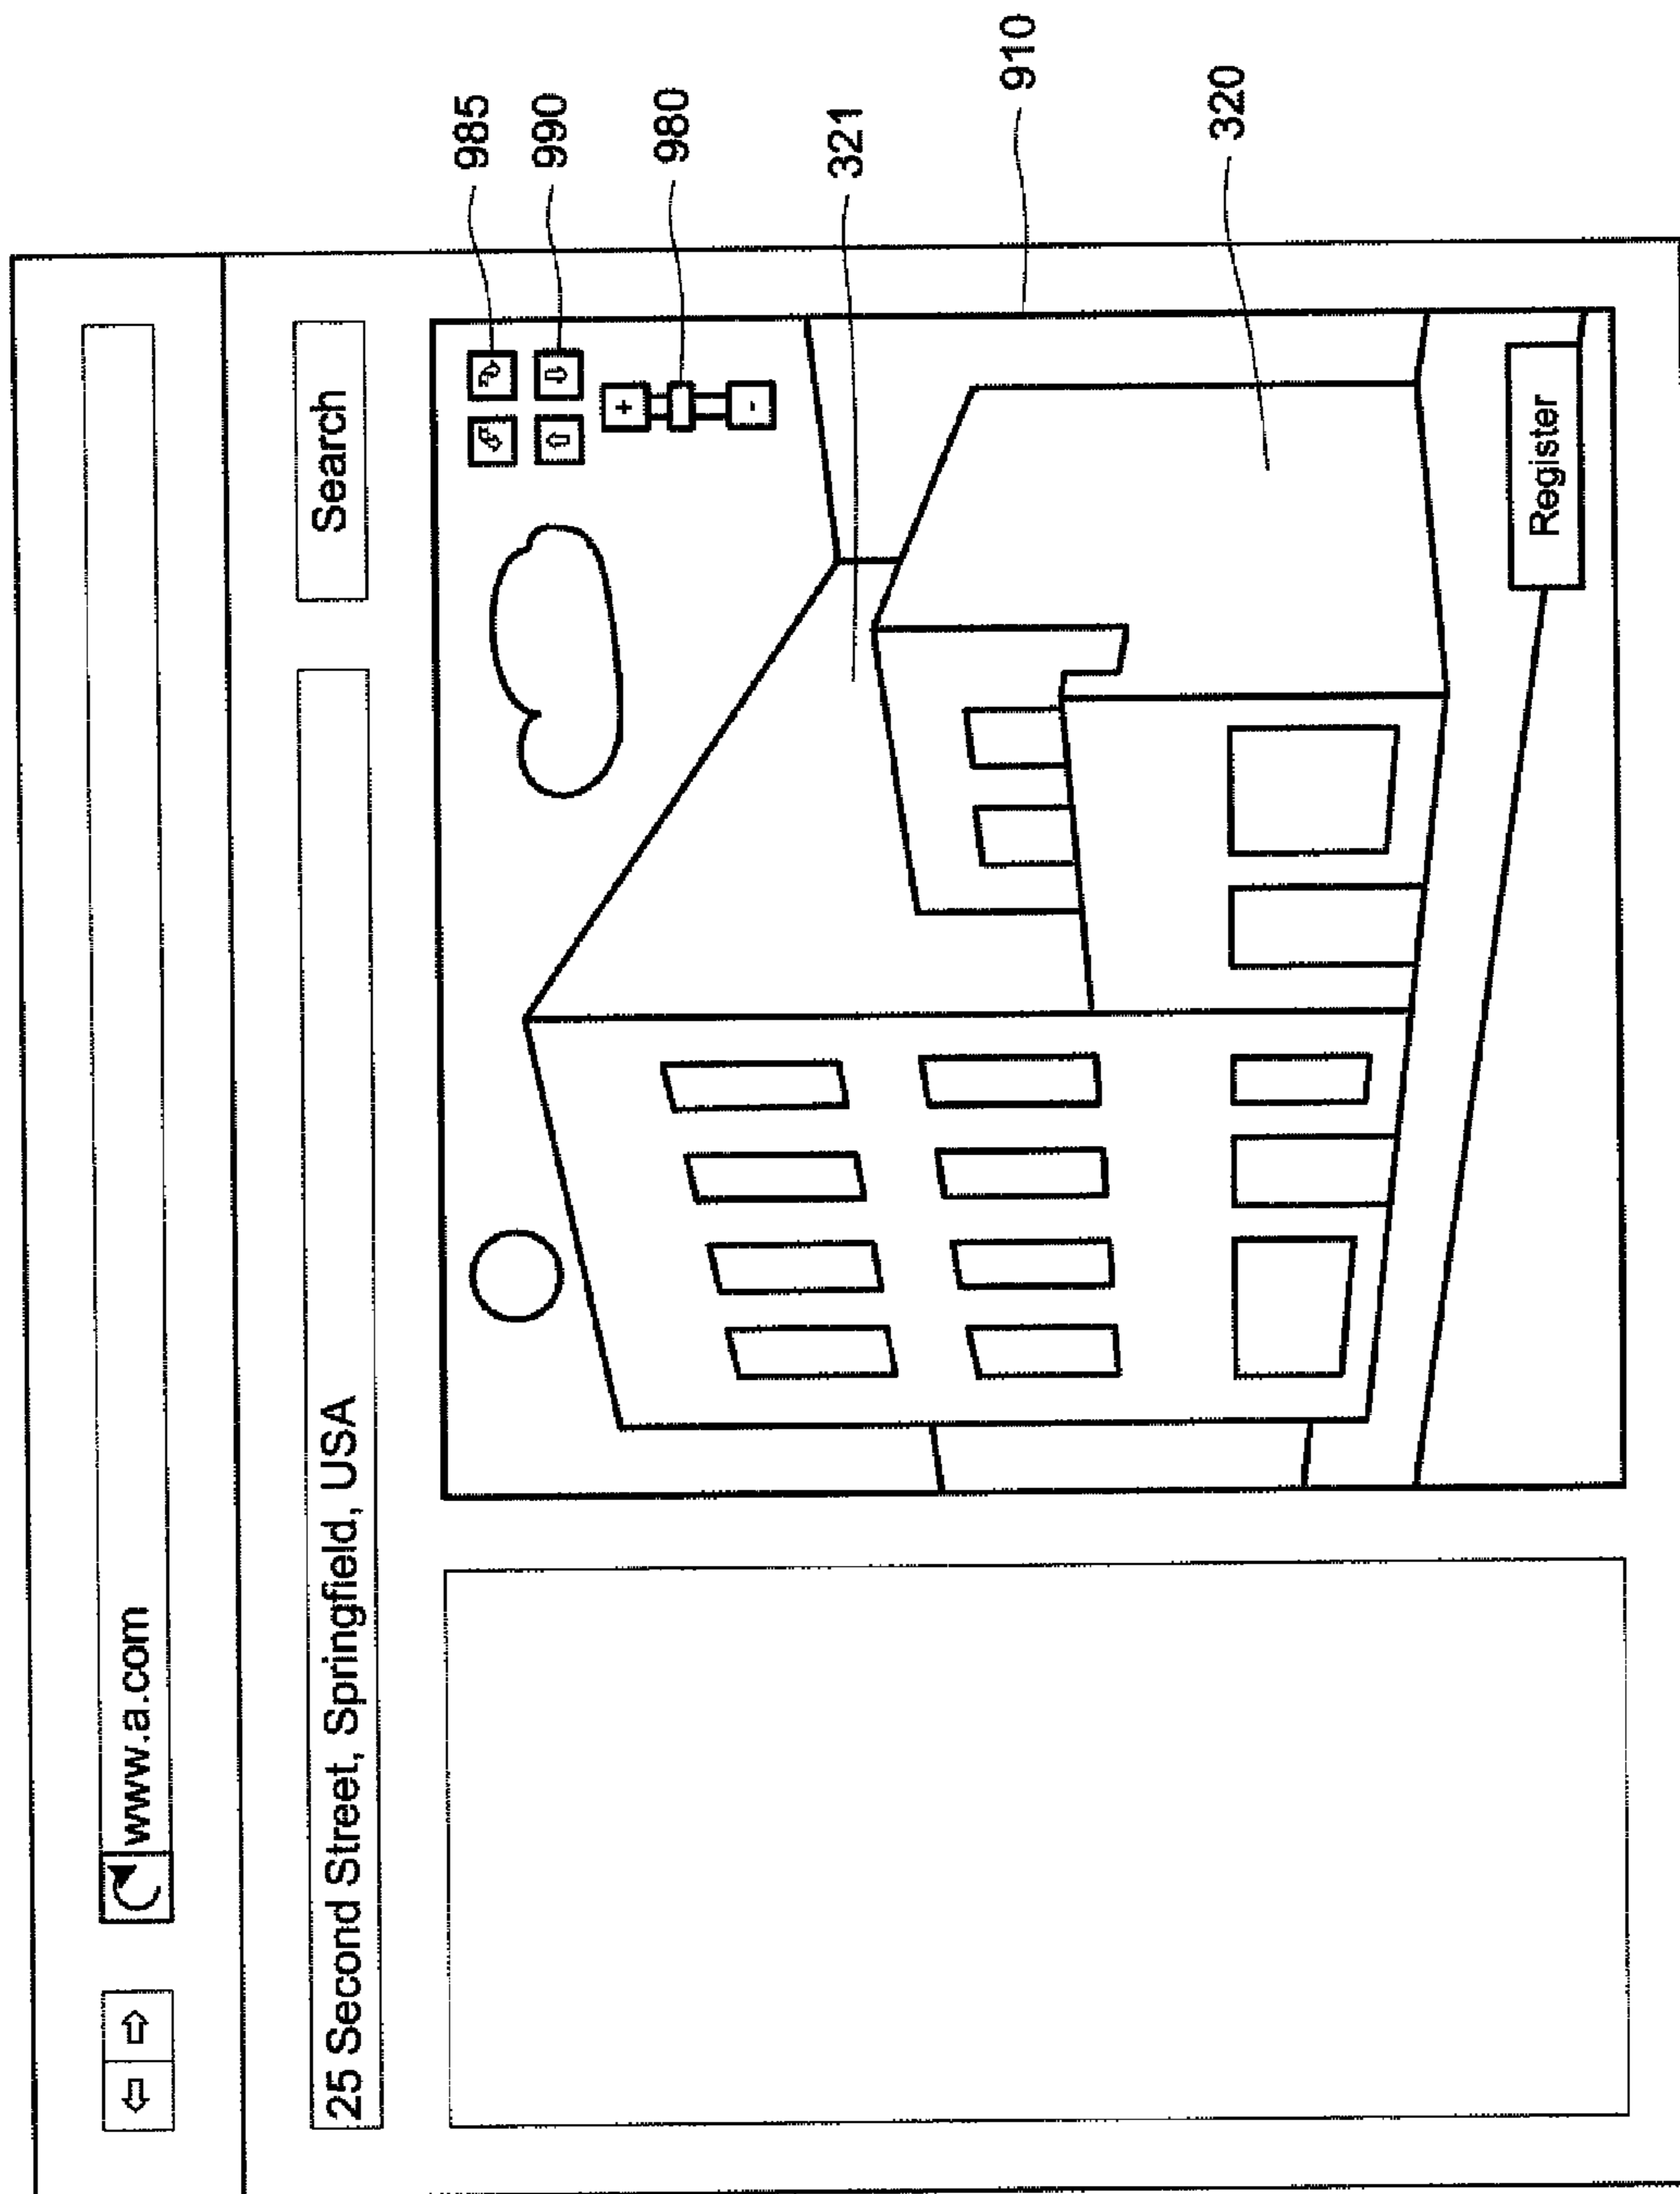 www.a.com
25 Second Street, Springfield, USA
Search
985
990
980
+
-
321
910
320
Register